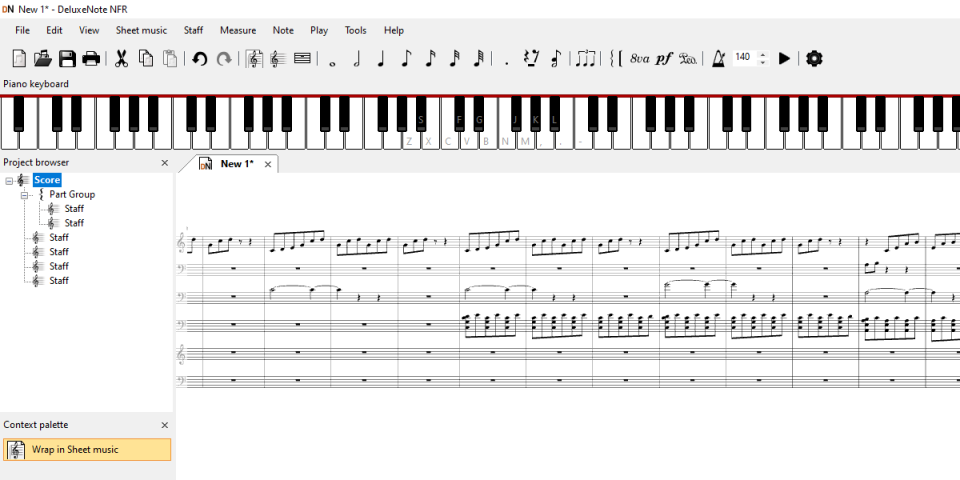 DN New 1* - DeluxeNote NFR
File Edit View Sheet music Staff Measure Note Play Tools Help
8va pf Ped. 140
Piano keyboard
S F G J K L
Z X C V B N M , . -
Project browser
DN New 1*
Score
Part Group
Staff
Staff
Staff
Staff
Staff
Staff
Context palette
Wrap in Sheet music